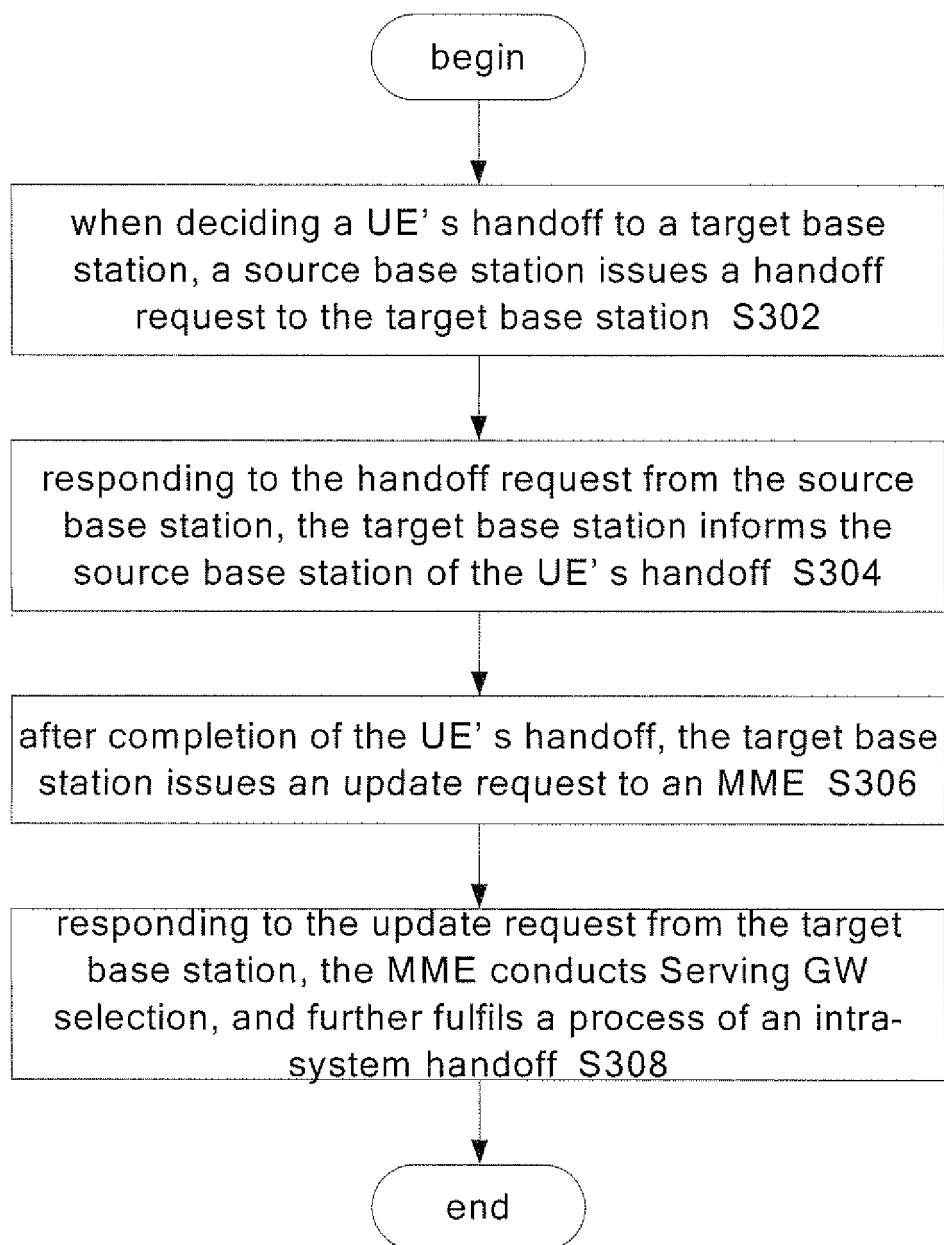 begin
when deciding a UE' s handoff to a target base
station, a source base station issues a handoff
request to the target base station S302
responding to the handoff request from the source
base station, the target base station informs the
source base station of the UE' s handoff S304
after completion of the UE' s handoff, the target base
station issues an update request to an MME S306
responding to the update request from the target
base station, the MME conducts Serving GW
selection, and further fulfils a process of an intra-
system handoff S308
end